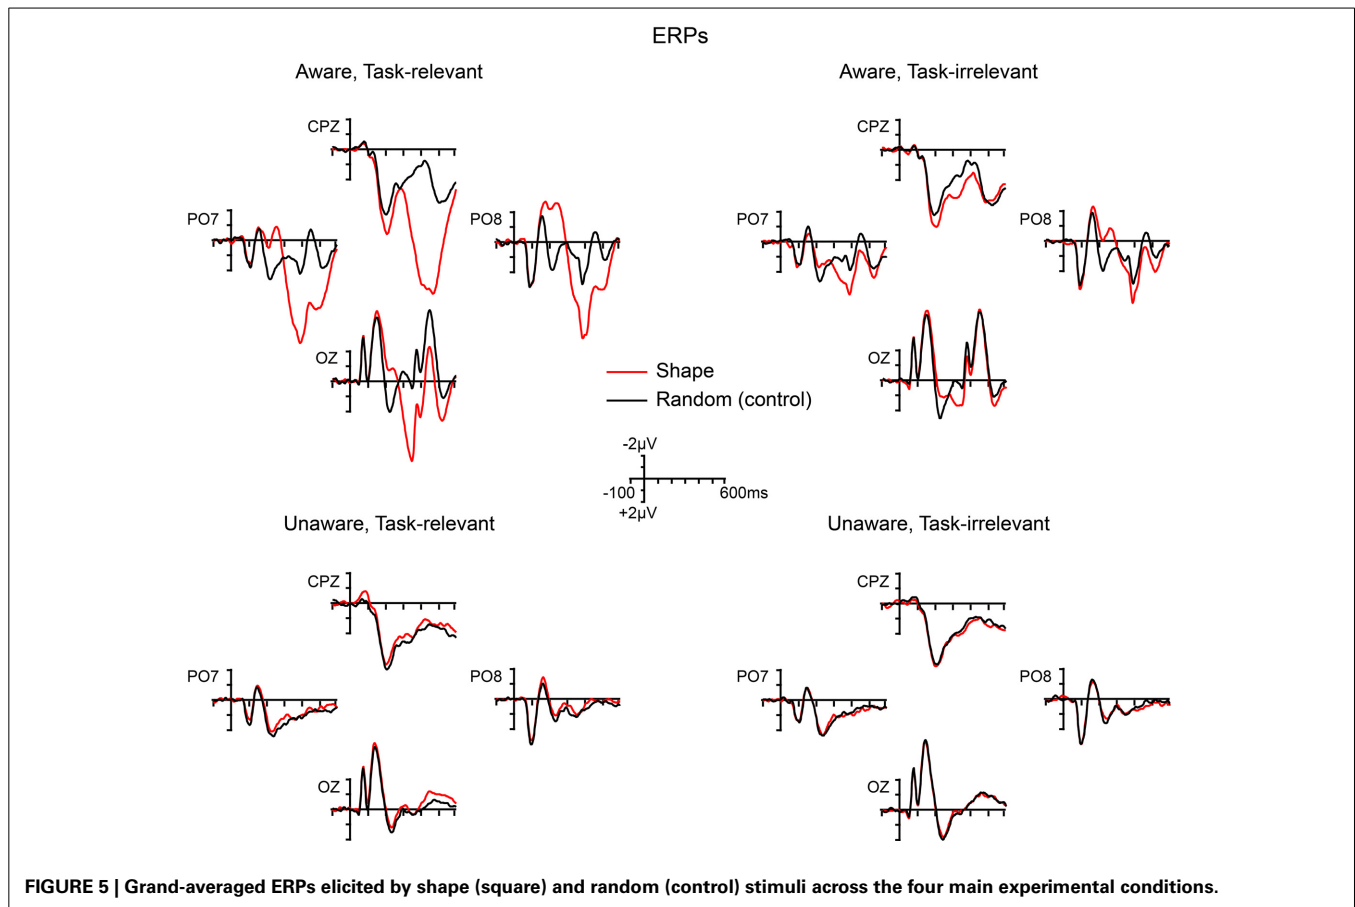 ERPs
Aware, Task-relevant
Aware, Task-irrelevant
CPZ
CPZ
PO7
PO8
PO7
PO8
OZ
OZ
Shape
Random (control)
-2µV
-100
600ms
+2µV
Unaware, Task-relevant
Unaware, Task-irrelevant
CPZ
CPZ
PO7
PO8
PO7
PO8
OZ
OZ
FIGURE 5 | Grand-averaged ERPs elicited by shape (square) and random (control) stimuli across the four main experimental conditions.